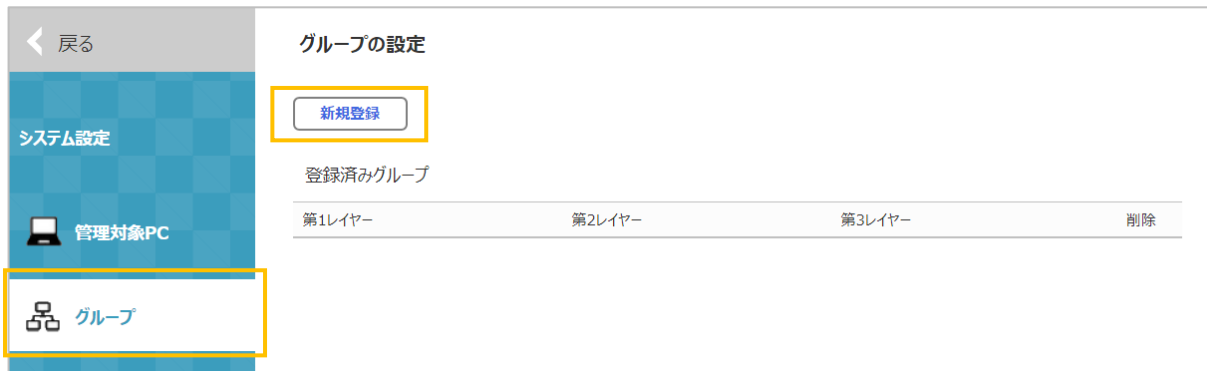 戻る
システム設定
管理対象PC
グループ
グループの設定
新規登録
登録済みグループ
第1レイヤー 第2レイヤー 第3レイヤー 削除